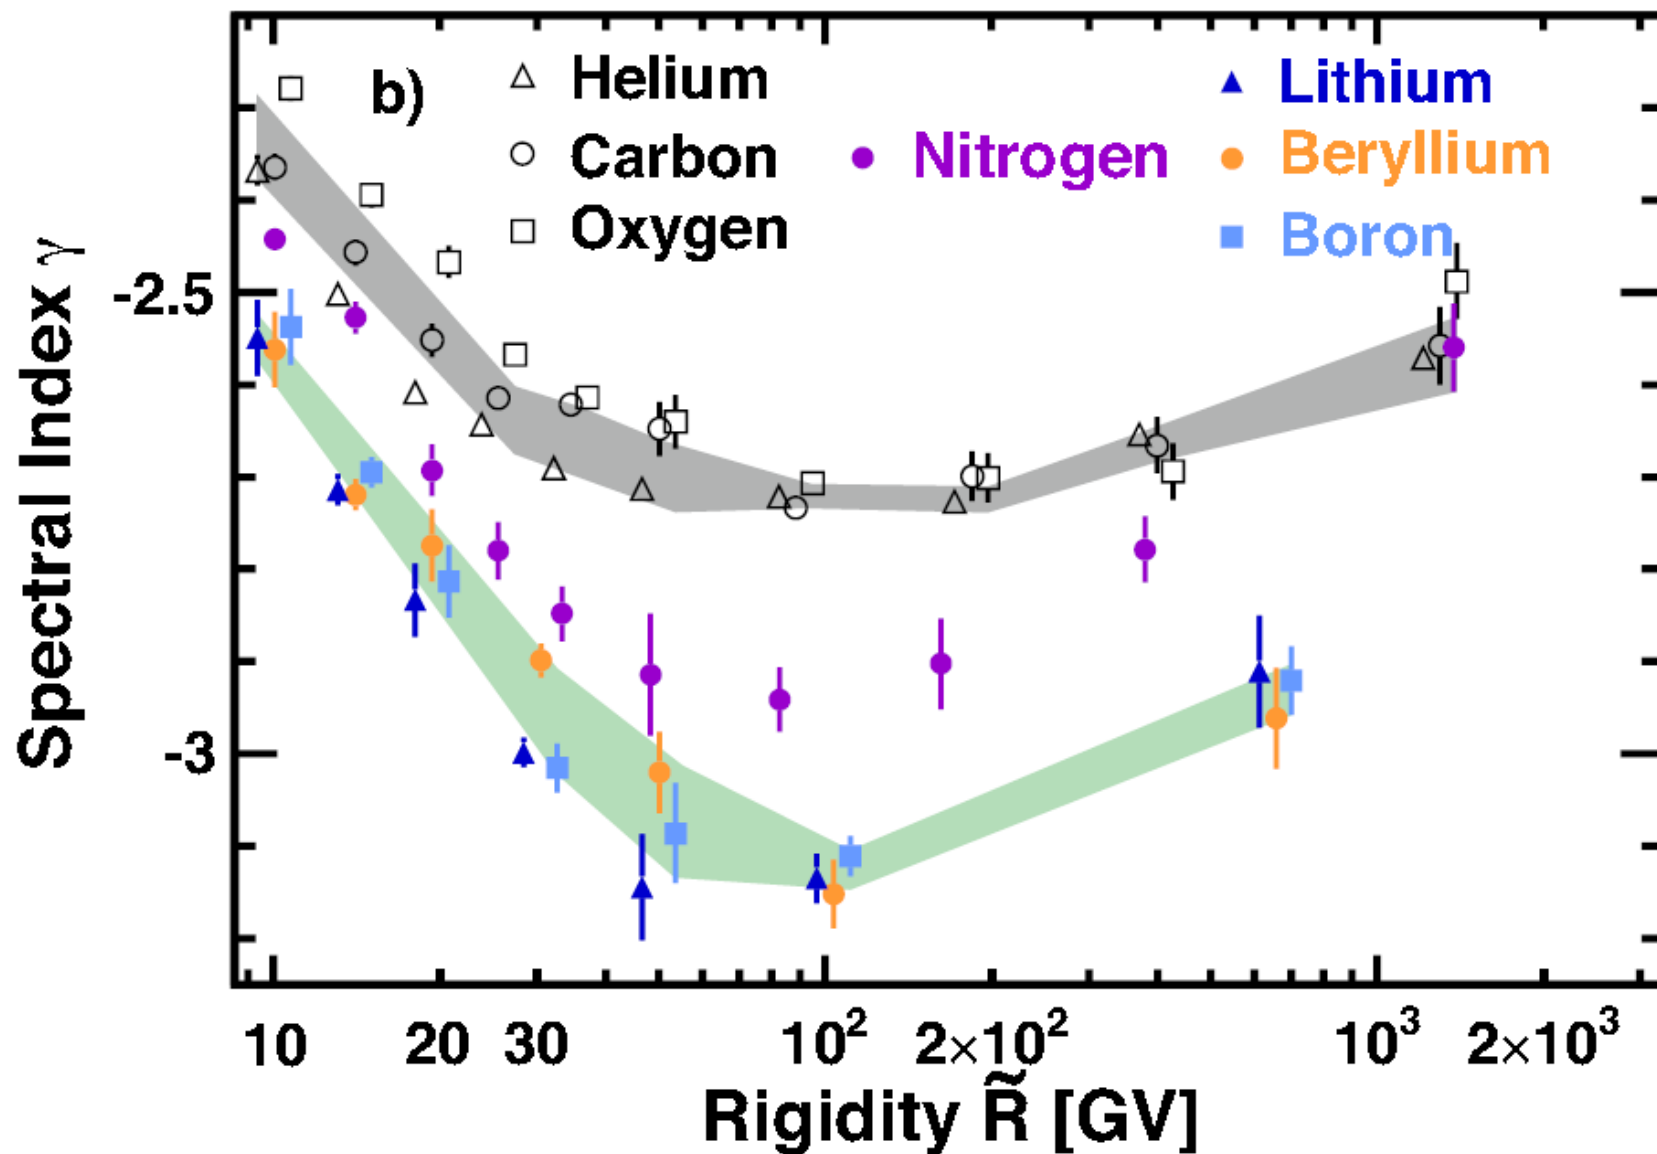 b)
Helium
Carbon
Oxygen
Nitrogen
Lithium
Beryllium
Boron
Spectral Index γ
-2.5
-3
10 20 30 10² 2×10² 10³ 2×10³
Rigidity R̃ [GV]